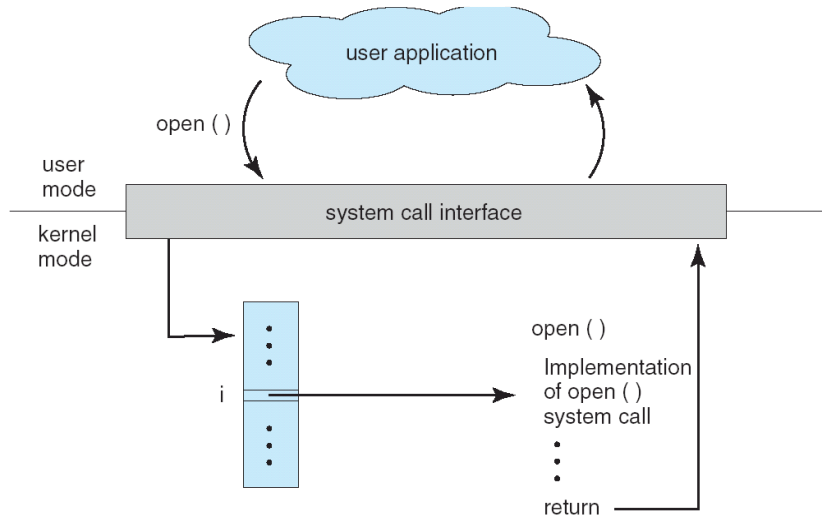 user application
open ( )
user
mode
system call interface
kernel
mode
open ( )
i
Implementation
of open ( )
system call
return